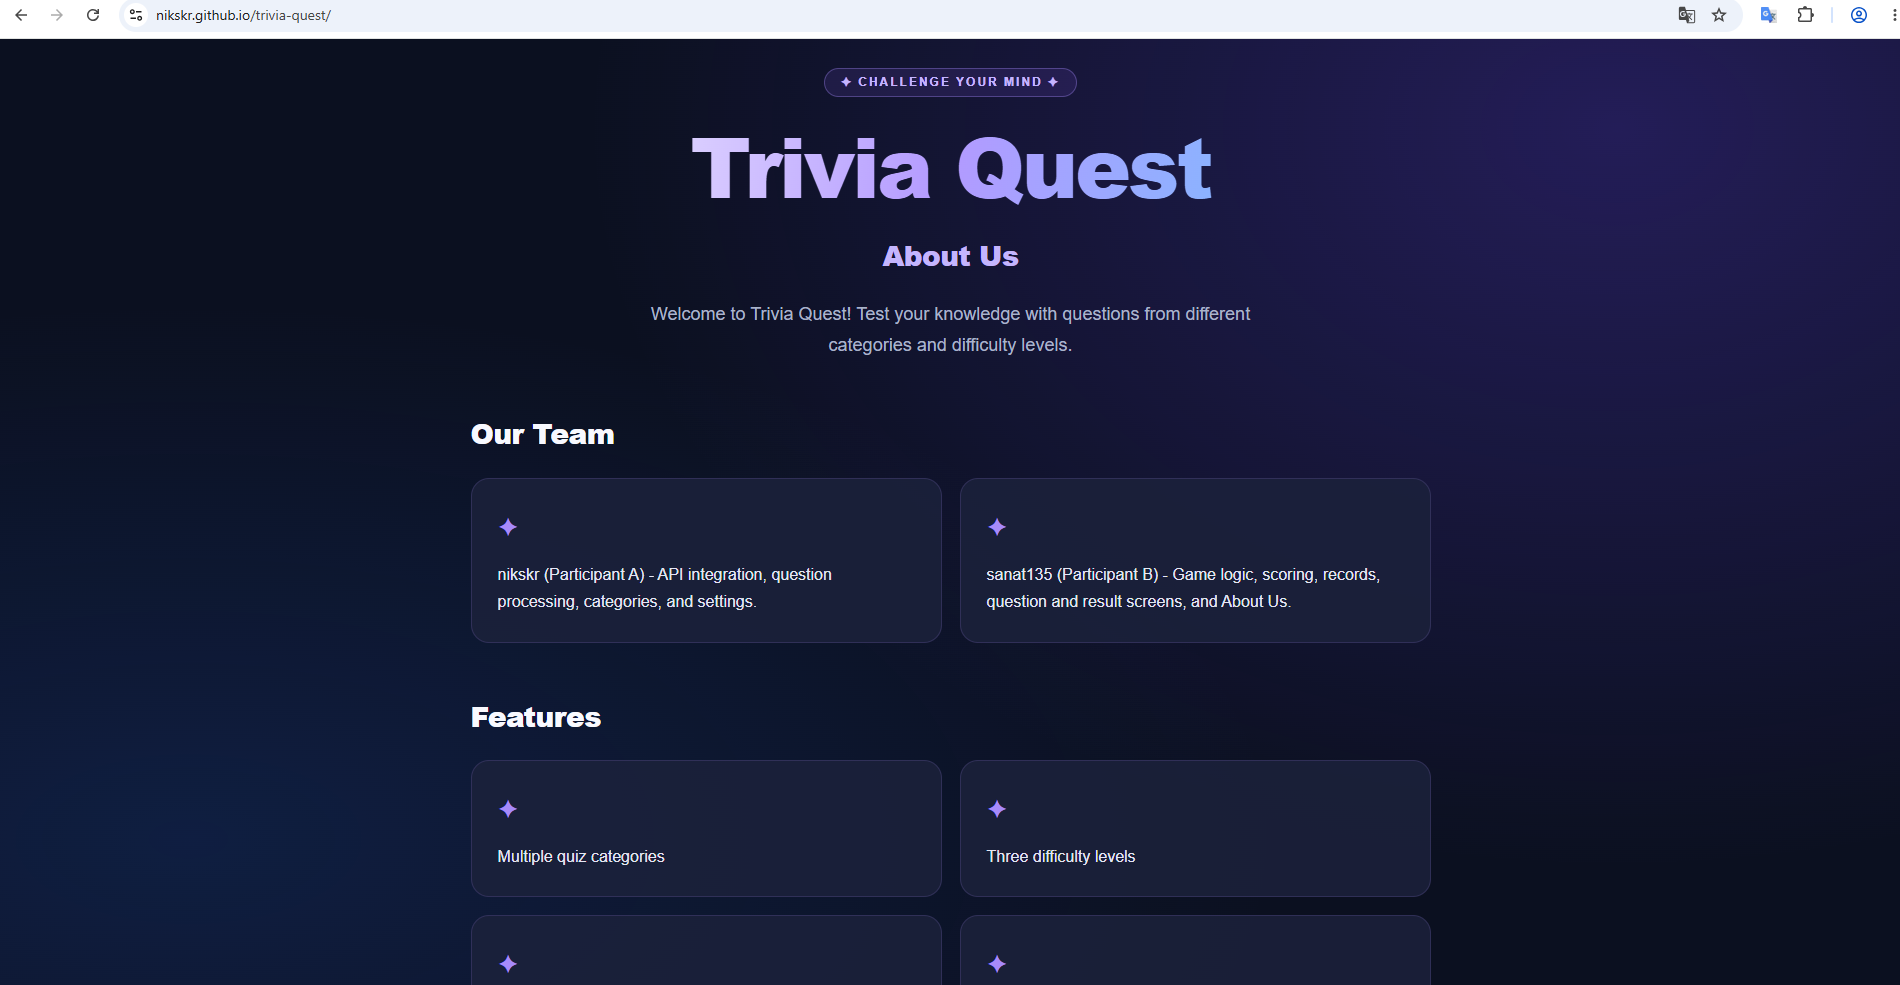 nikskr.github.io/trivia-quest/
✦ CHALLENGE YOUR MIND ✦
Trivia Quest
About Us
Welcome to Trivia Quest! Test your knowledge with questions from different
categories and difficulty levels.
Our Team
nikskr (Participant A) - API integration, question
processing, categories, and settings.
sanat135 (Participant B) - Game logic, scoring, records,
question and result screens, and About Us.
Features
Multiple quiz categories
Three difficulty levels